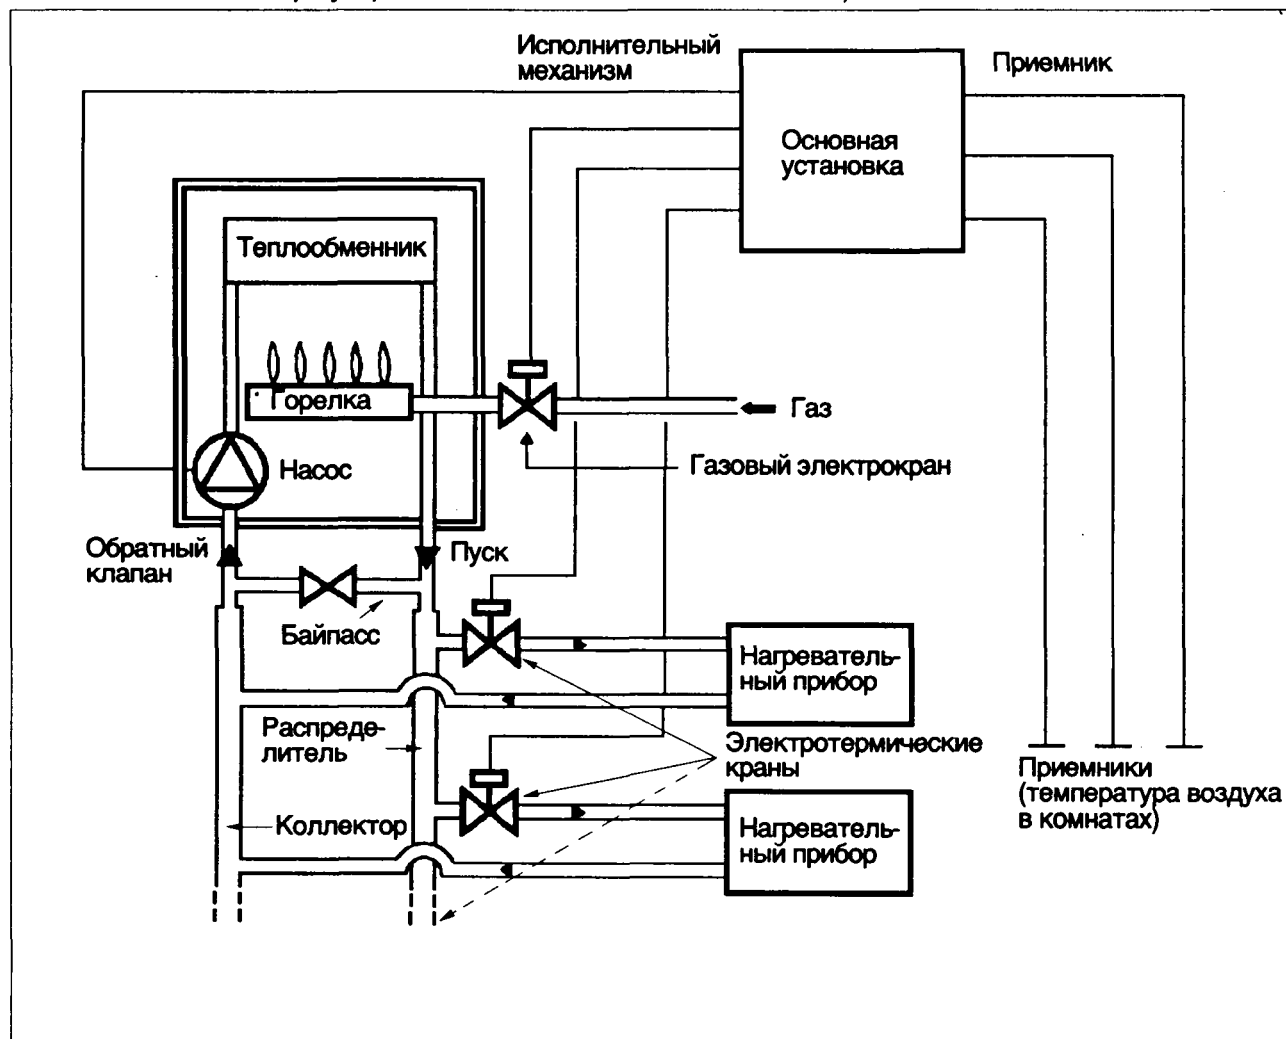 Исполнительный
механизм
Приемник
Основная
установка
Теплообменник
Горелка
Газ
Насос
Газовый электрокран
Обратный
клапан
Пуск
Байпасс
Нагреватель-
ный прибор
Распреде-
литель
Электротермические
краны
Приемники
(температура воздуха
в комнатах)
Коллектор
Нагреватель-
ный прибор